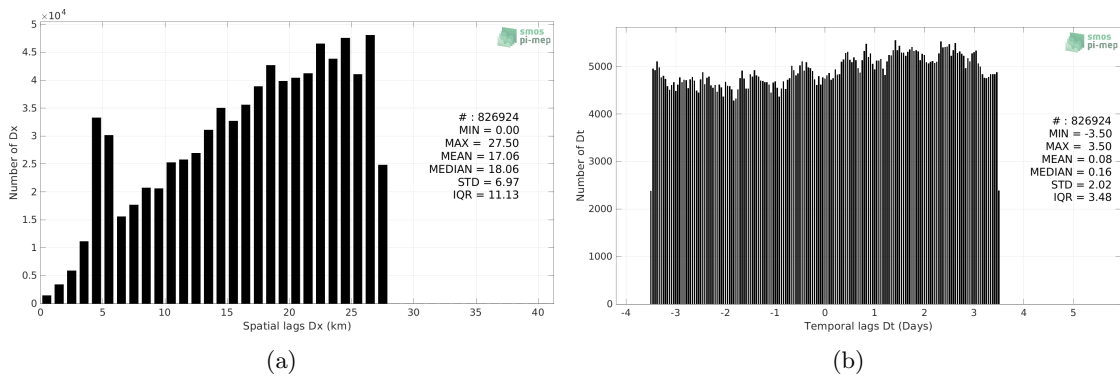 ×10⁴
5
4.5
4
3.5
3
2.5
2
1.5
1
0.5
0
Number of Dx
smos
pi-mep
# : 826924
MIN = 0.00
MAX = 27.50
MEAN = 17.06
MEDIAN = 18.06
STD = 6.97
IQR = 11.13
0 5 10 15 20 25 30 35 40
Spatial lags Dx (km)
(a)
5000
4000
3000
2000
1000
0
Number of Dt
smos
pi-mep
# : 826924
MIN = -3.50
MAX = 3.50
MEAN = 0.08
MEDIAN = 0.16
STD = 2.02
IQR = 3.48
-4 -3 -2 -1 0 1 2 3 4 5
Temporal lags Dt (Days)
(b)